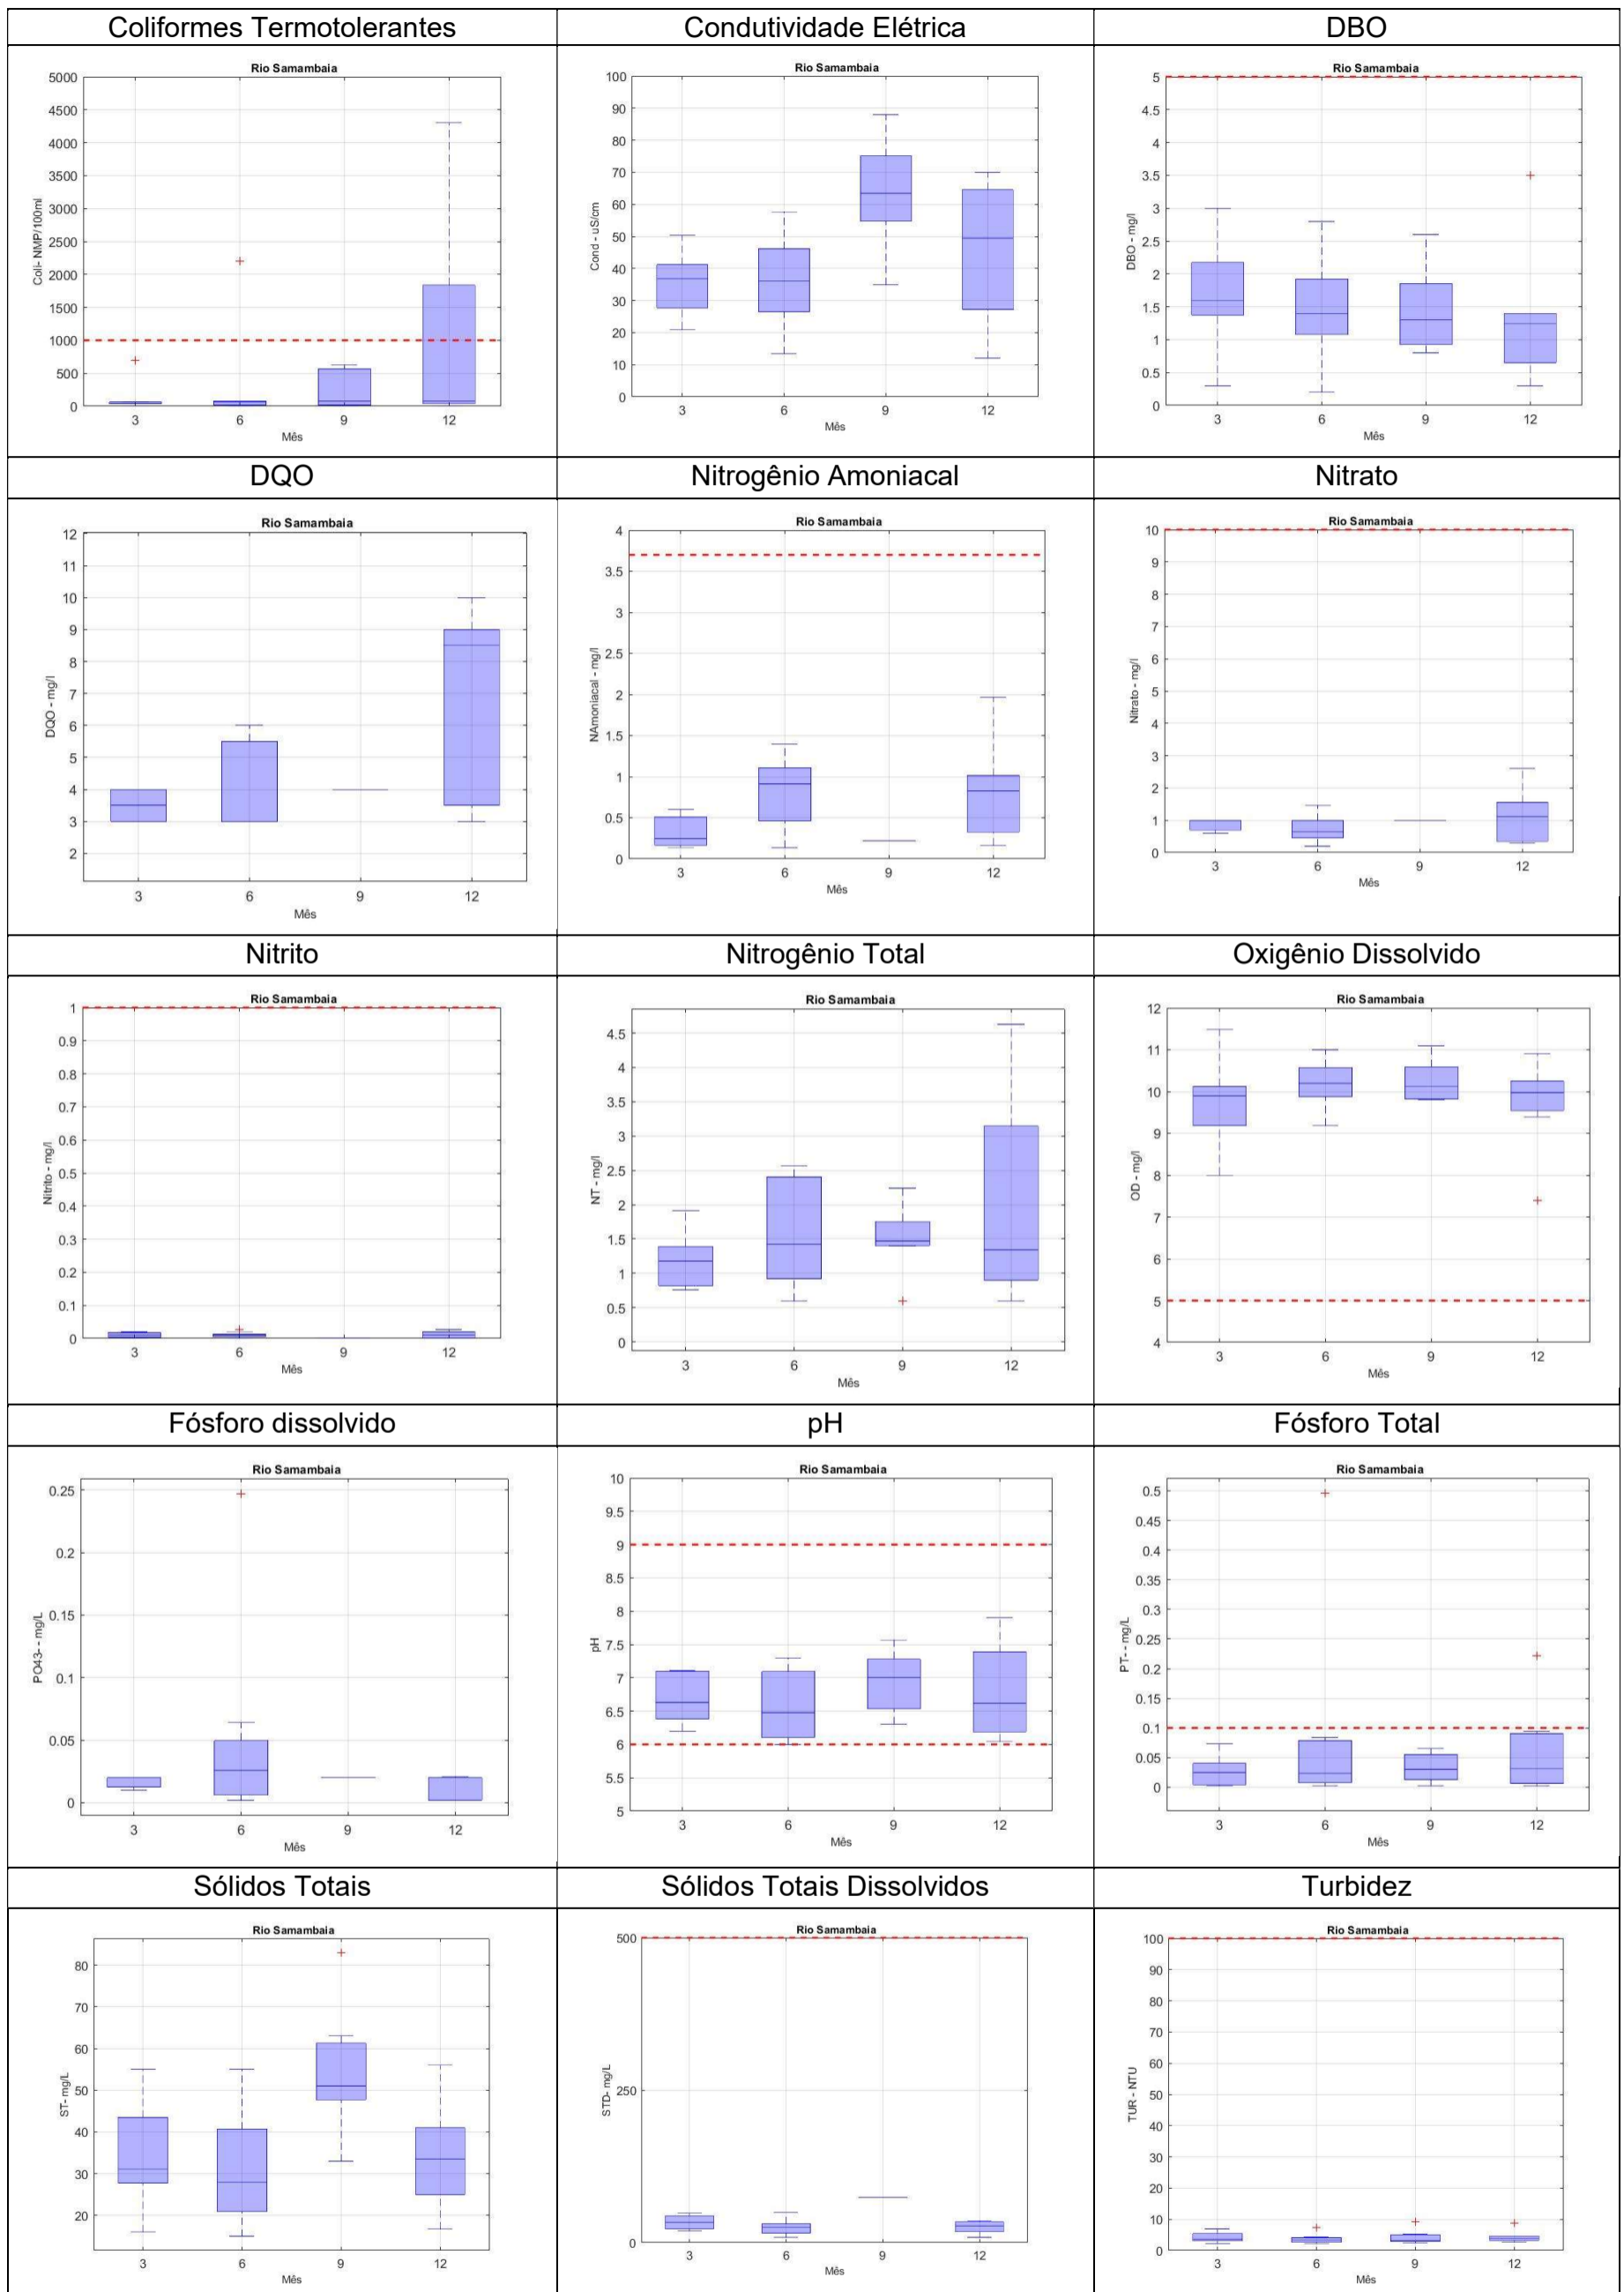 Coliformes Termotolerantes
Condutividade Elétrica
DBO
Rio Samambaia
5000
4500
4000
3500
3000
2500
2000
1500
1000
500
0
Coli- NMP/100ml
3 6 9 12
Mês
Rio Samambaia
100
90
80
70
60
50
40
30
20
10
0
Cond - uS/cm
3 6 9 12
Mês
Rio Samambaia
5
4.5
4
3.5
3
2.5
2
1.5
1
0.5
0
DBO - mg/l
3 6 9 12
Mês
DQO
Nitrogênio Amoniacal
Nitrato
Rio Samambaia
12
11
10
9
8
7
6
5
4
3
2
DQO - mg/l
3 6 9 12
Mês
Rio Samambaia
4
3.5
3
2.5
2
1.5
1
0.5
0
NAmoniacal - mg/l
3 6 9 12
Mês
Rio Samambaia
10
9
8
7
6
5
4
3
2
1
0
Nitrato - mg/l
3 6 9 12
Mês
Nitrito
Nitrogênio Total
Oxigênio Dissolvido
Rio Samambaia
1
0.9
0.8
0.7
0.6
0.5
0.4
0.3
0.2
0.1
0
Nitrito - mg/l
3 6 9 12
Mês
Rio Samambaia
4.5
4
3.5
3
2.5
2
1.5
1
0.5
0
NT - mg/l
3 6 9 12
Mês
Rio Samambaia
12
11
10
9
8
7
6
5
4
OD - mg/l
3 6 9 12
Mês
Fósforo dissolvido
pH
Fósforo Total
Rio Samambaia
0.25
0.2
0.15
0.1
0.05
0
PO43- - mg/L
3 6 9 12
Mês
Rio Samambaia
10
9.5
9
8.5
8
7.5
7
6.5
6
5.5
5
pH
3 6 9 12
Mês
Rio Samambaia
0.5
0.45
0.4
0.35
0.3
0.25
0.2
0.15
0.1
0.05
0
PT- - mg/L
3 6 9 12
Mês
Sólidos Totais
Sólidos Totais Dissolvidos
Turbidez
Rio Samambaia
80
70
60
50
40
30
20
ST- mg/L
3 6 9 12
Mês
Rio Samambaia
500
250
0
STD- mg/L
3 6 9 12
Mês
Rio Samambaia
100
90
80
70
60
50
40
30
20
10
0
TUR - NTU
3 6 9 12
Mês